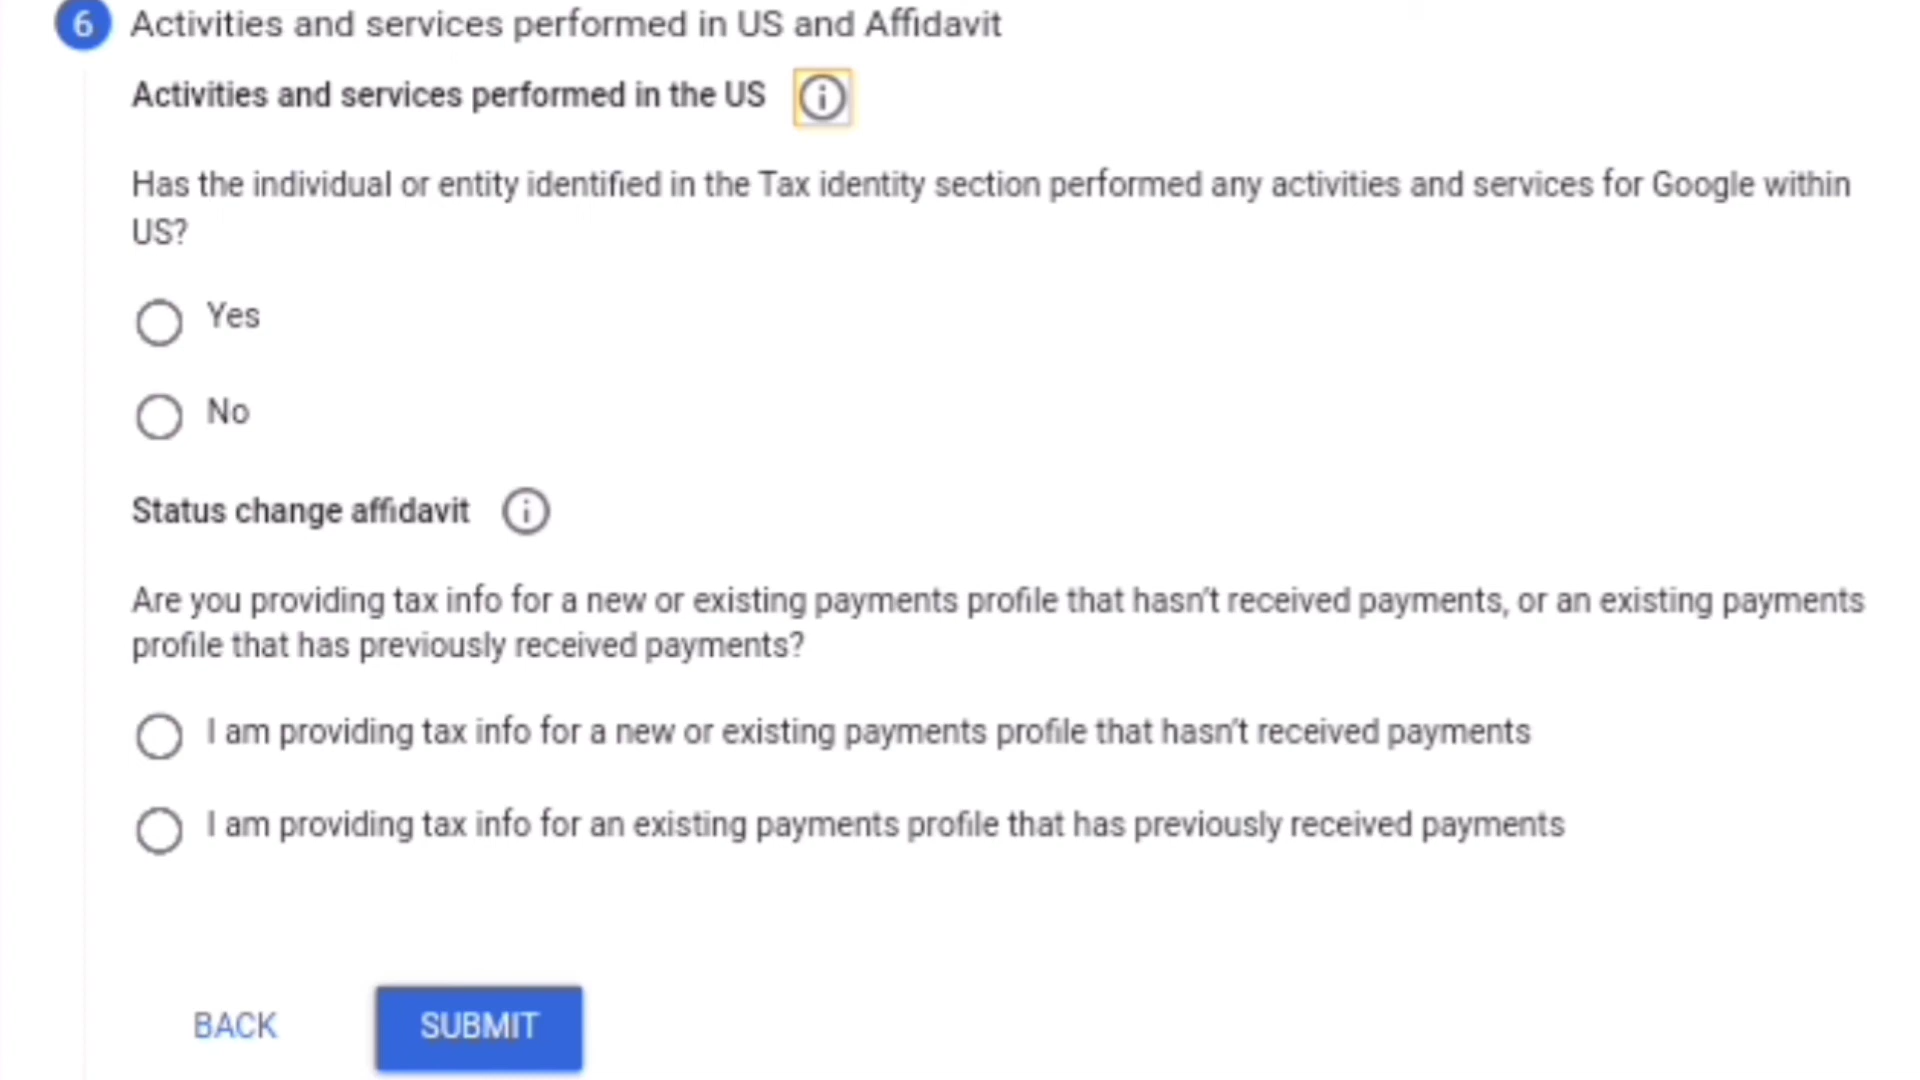 6 Activities and services performed in US and Affidavit
Activities and services performed in the US
Has the individual or entity identified in the Tax identity section performed any activities and services for Google within
US?
Yes
No
Status change affidavit
Are you providing tax info for a new or existing payments profile that hasn't received payments, or an existing payments
profile that has previously received payments?
I am providing tax info for a new or existing payments profile that hasn't received payments
I am providing tax info for an existing payments profile that has previously received payments
BACK SUBMIT